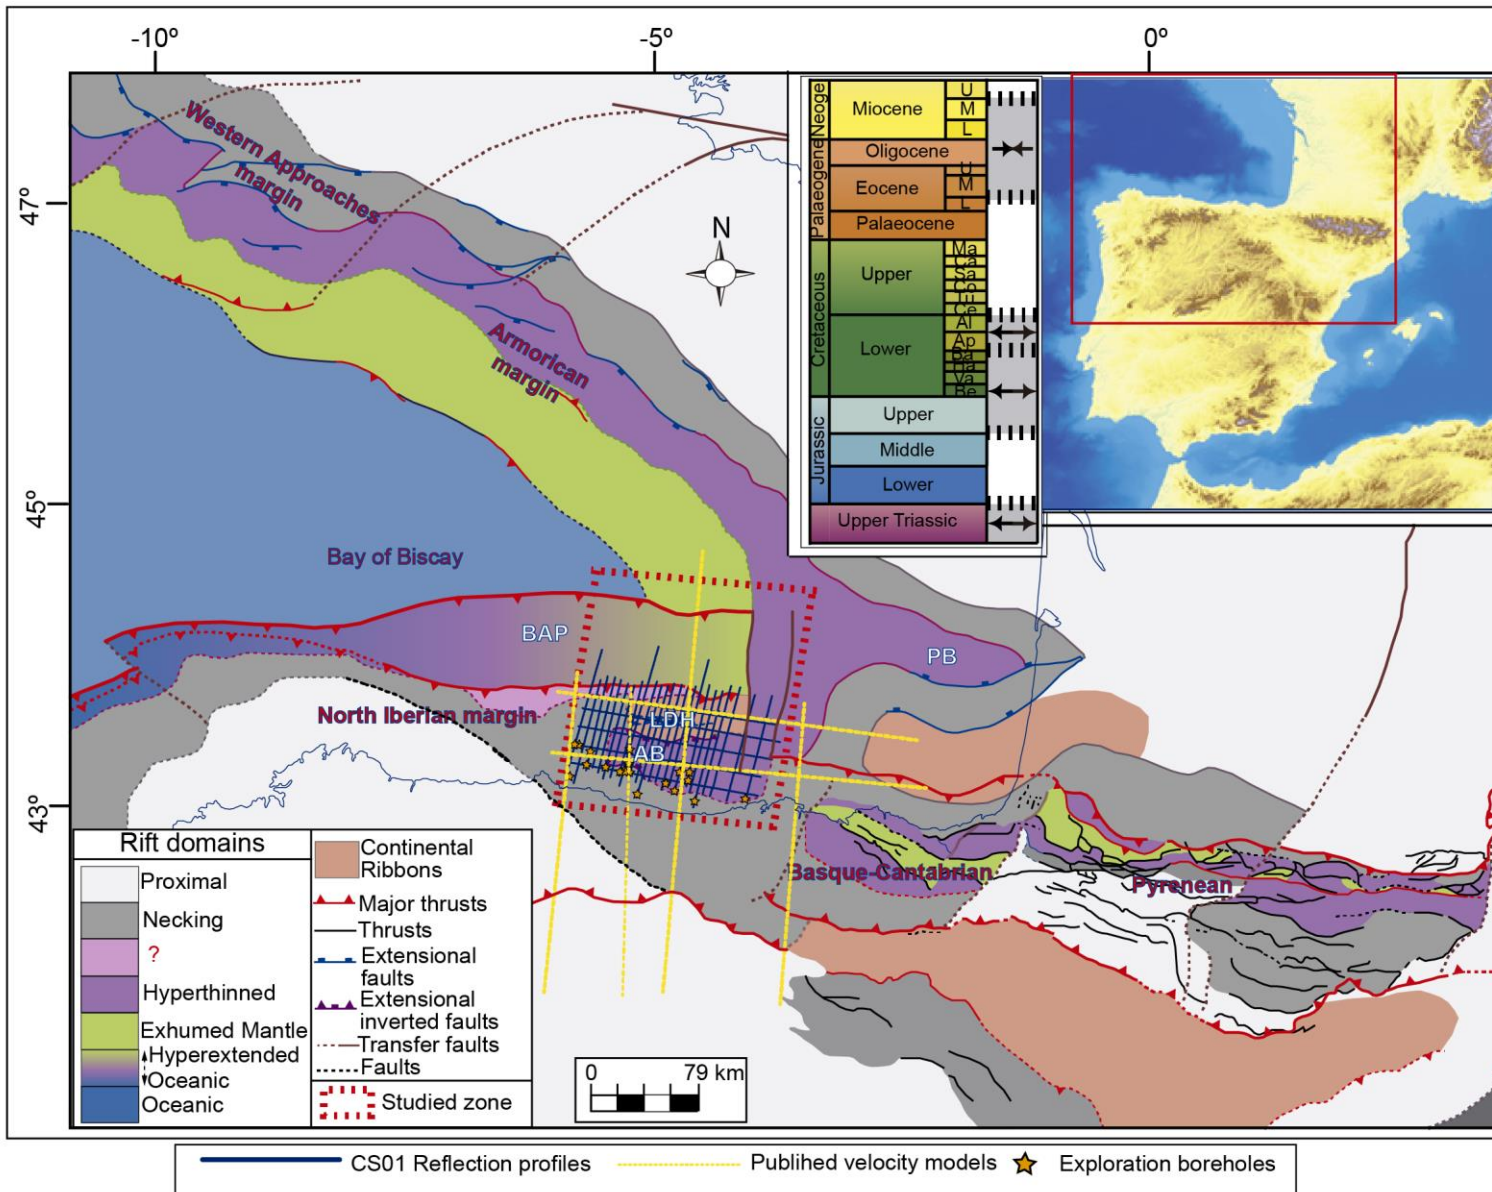 -10º
-5º
0º
47º
45º
43º
Western Approaches
margin
Armorican
margin
N
Bay of Biscay
BAP
PB
LDH
AB
North Iberian margin
Basque-Cantabrian
Pyrenean
Neoge
Palaeogene
Cretaceous
Jurassic
Miocene
U
M
L
Oligocene
Eocene
U
M
L
Palaeocene
Upper
Ma
Ca
Sa
Co
Tu
Ce
Lower
Al
Ap
Ba
Ha
Va
Be
Upper
Middle
Lower
Upper Triassic
Rift domains
Proximal
Necking
?
Hyperthinned
Exhumed Mantle
Hyperextended
Oceanic
Oceanic
Continental
Ribbons
Major thrusts
Thrusts
Extensional
faults
Extensional
inverted faults
Transfer faults
Faults
Studied zone
0 79 km
CS01 Reflection profiles
Publihed velocity models
Exploration boreholes